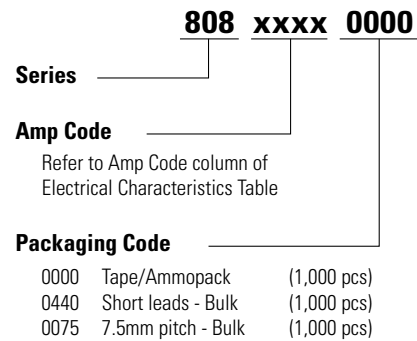 808 xxxx 0000
Series
Amp Code
Refer to Amp Code column of
Electrical Characteristics Table
Packaging Code
0000 Tape/Ammopack (1,000 pcs)
0440 Short leads - Bulk (1,000 pcs)
0075 7.5mm pitch - Bulk (1,000 pcs)